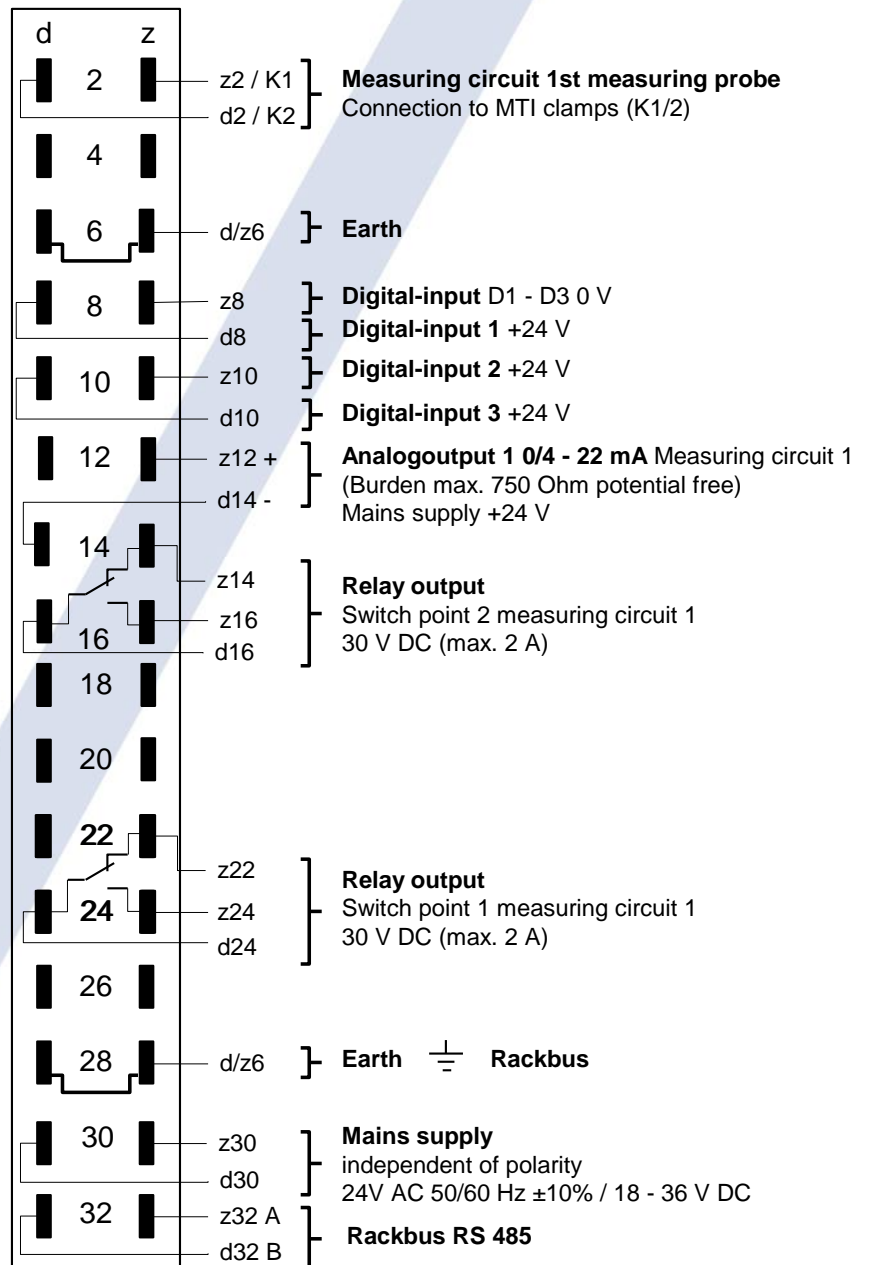 d z
2
z2 / K1
d2 / K2
Measuring circuit 1st measuring probe
Connection to MTI clamps (K1/2)
4
6
d/z6
Earth
8
z8
Digital-input D1 - D3 0 V
d8
Digital-input 1 +24 V
10
z10
Digital-input 2 +24 V
d10
Digital-input 3 +24 V
12
z12 +
d14 -
Analogoutput 1 0/4 - 22 mA Measuring circuit 1
(Burden max. 750 Ohm potential free)
Mains supply +24 V
14
z14
z16
d16
Relay output
Switch point 2 measuring circuit 1
30 V DC (max. 2 A)
16
18
20
22
z22
z24
d24
Relay output
Switch point 1 measuring circuit 1
30 V DC (max. 2 A)
24
26
28
d/z6
Earth Rackbus
30
z30
d30
Mains supply
independent of polarity
24V AC 50/60 Hz ±10% / 18 - 36 V DC
32
z32 A
d32 B
Rackbus RS 485